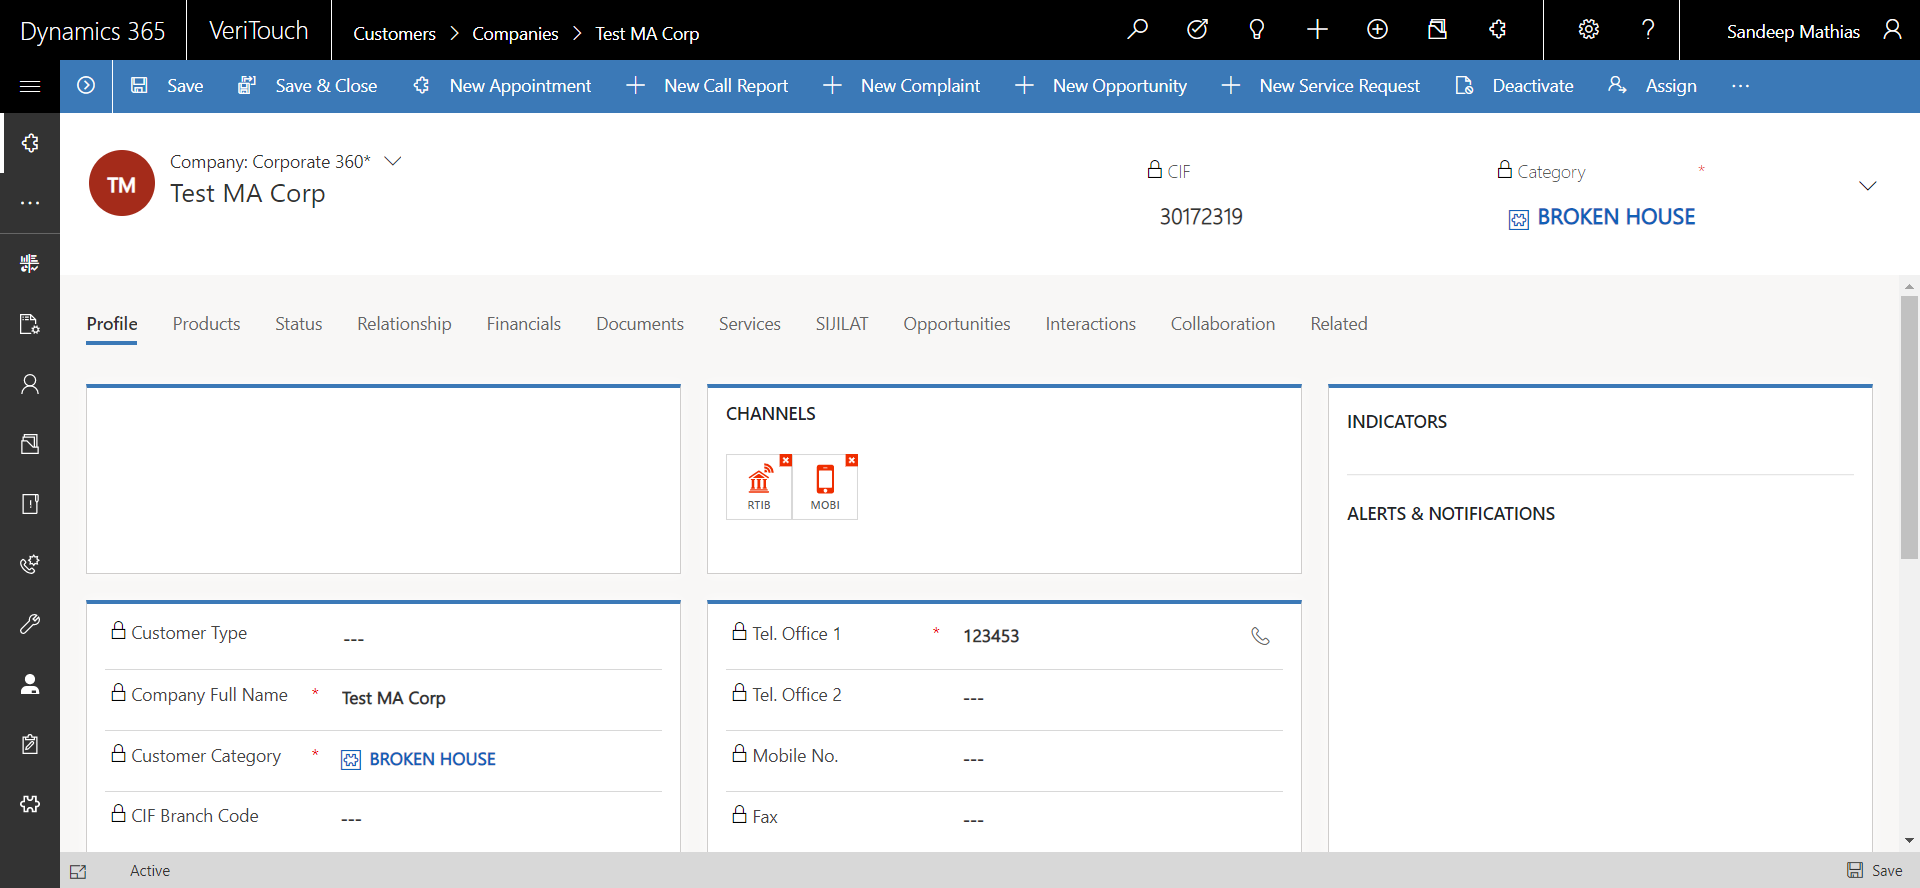 Dynamics 365 VeriTouch Customers > Companies > Test MA Corp ? Sandeep Mathias
Save Save & Close New Appointment New Call Report New Complaint New Opportunity New Service Request Deactivate Assign ...
TM
Company: Corporate 360*
Test MA Corp
CIF
30172319
Category *
BROKEN HOUSE
Profile Products Status Relationship Financials Documents Services SIJILAT Opportunities Interactions Collaboration Related
CHANNELS
RTIB MOBI
INDICATORS
ALERTS & NOTIFICATIONS
Customer Type ---
Company Full Name * Test MA Corp
Customer Category * BROKEN HOUSE
CIF Branch Code ---
Tel. Office 1 * 123453
Tel. Office 2 ---
Mobile No. ---
Fax ---
Active Save